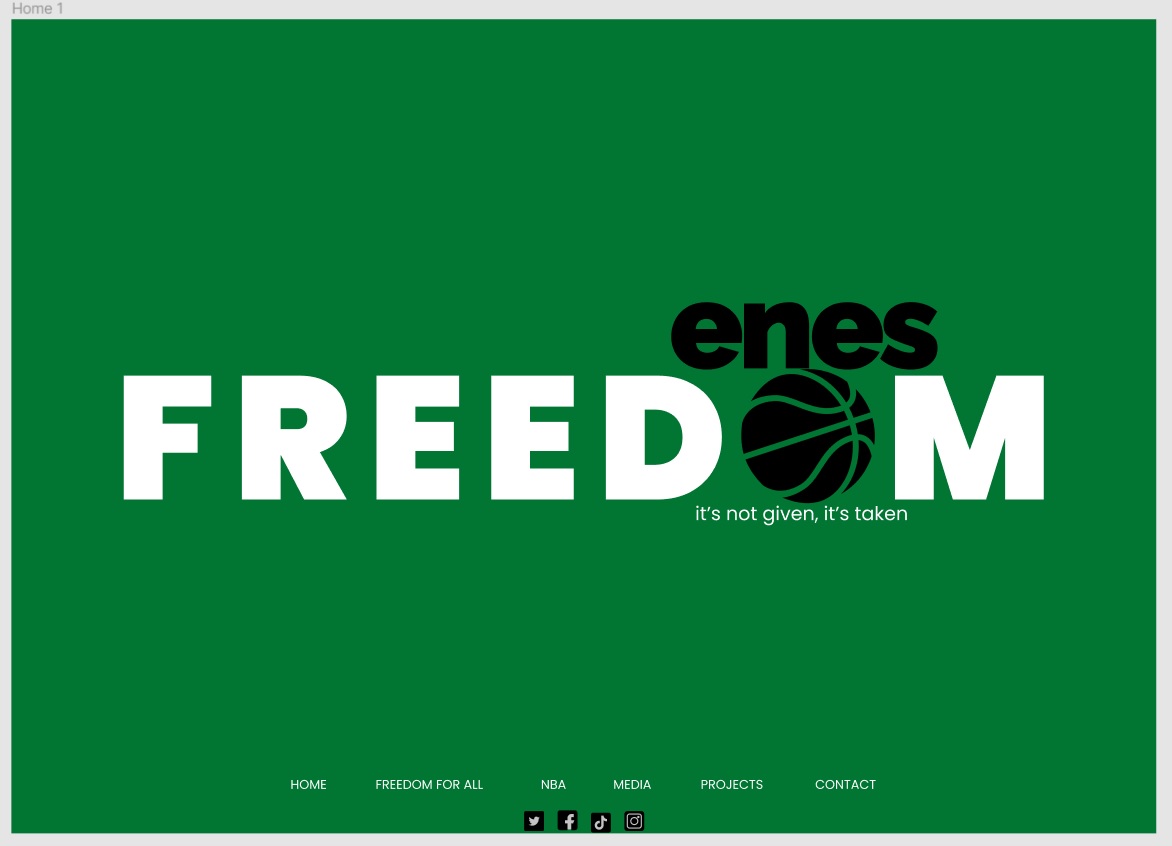 Home 1
enes
FREEDOM
it's not given, it's taken
HOME FREEDOM FOR ALL NBA MEDIA PROJECTS CONTACT